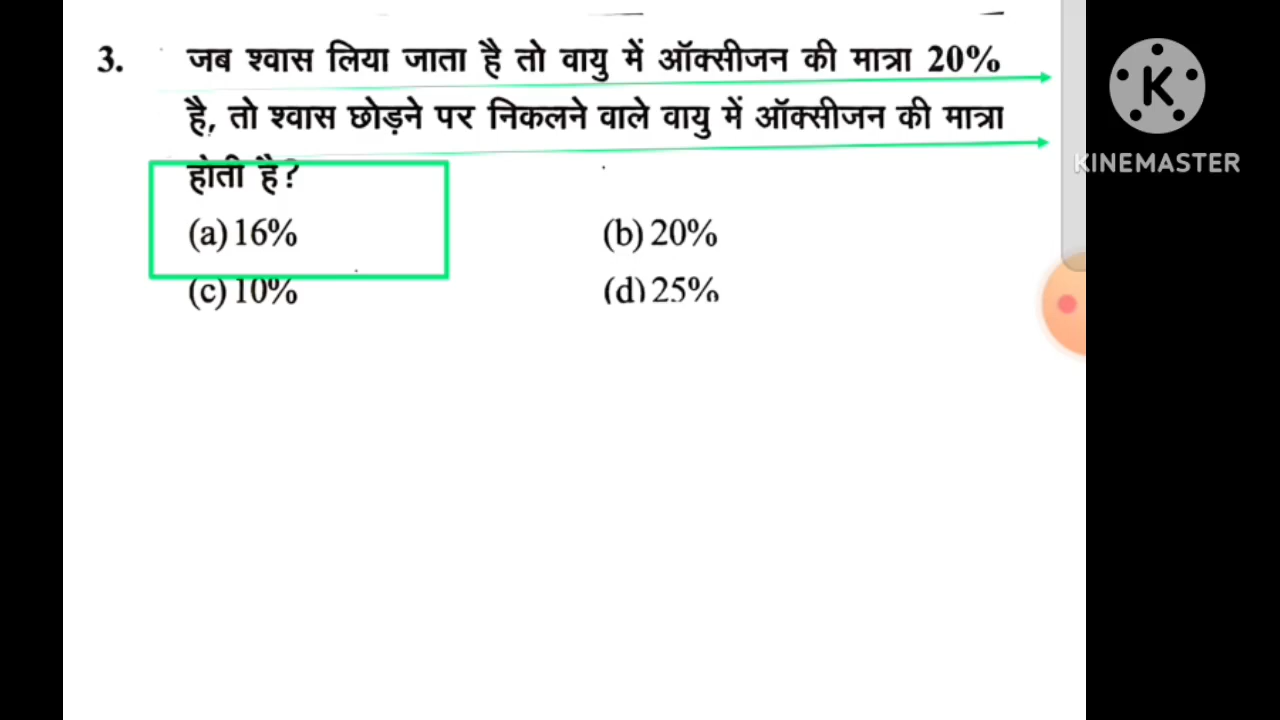 3. जब श्वास लिया जाता है तो वायु में ऑक्सीजन की मात्रा 20%
है, तो श्वास छोड़ने पर निकलने वाले वायु में ऑक्सीजन की मात्रा
होती है?
(a) 16% (b) 20%
(c) 10% (d) 25%
K
KINEMASTER